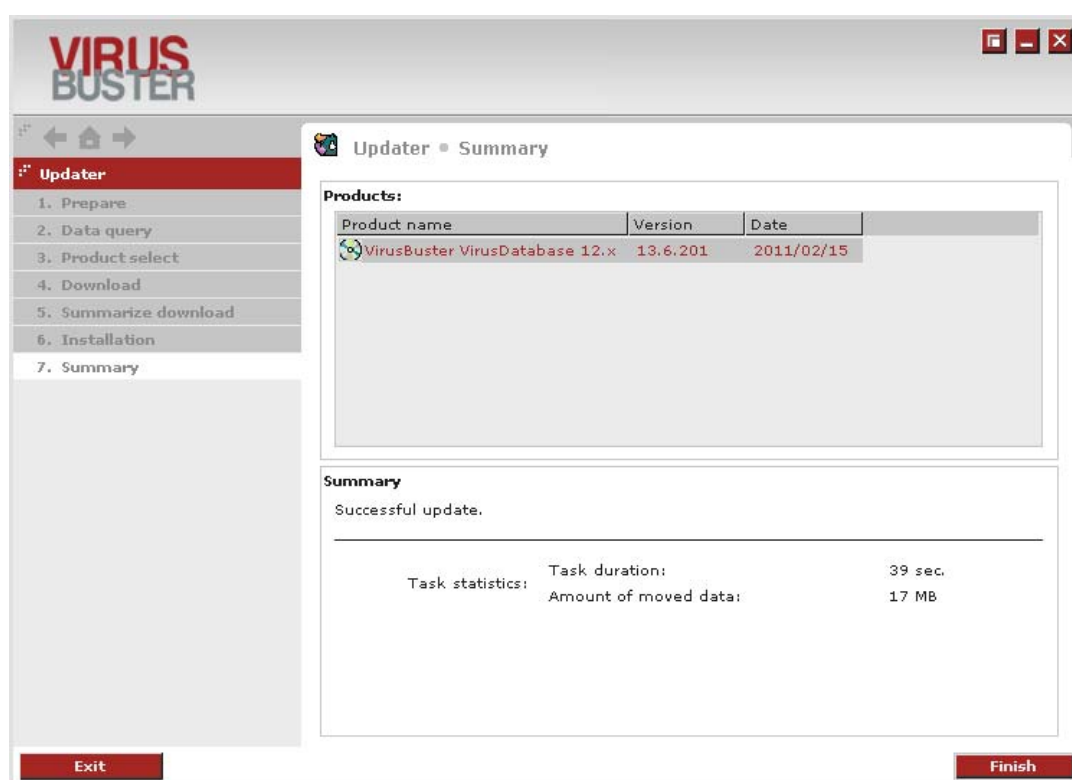 VIRUS
BUSTER
Updater
1. Prepare
2. Data query
3. Product select
4. Download
5. Summarize download
6. Installation
7. Summary
Updater • Summary
Products:
Product name Version Date
VirusBuster VirusDatabase 12.x 13.6.201 2011/02/15
Summary
Successful update.
Task statistics:
Task duration: 39 sec.
Amount of moved data: 17 MB
Exit
Finish